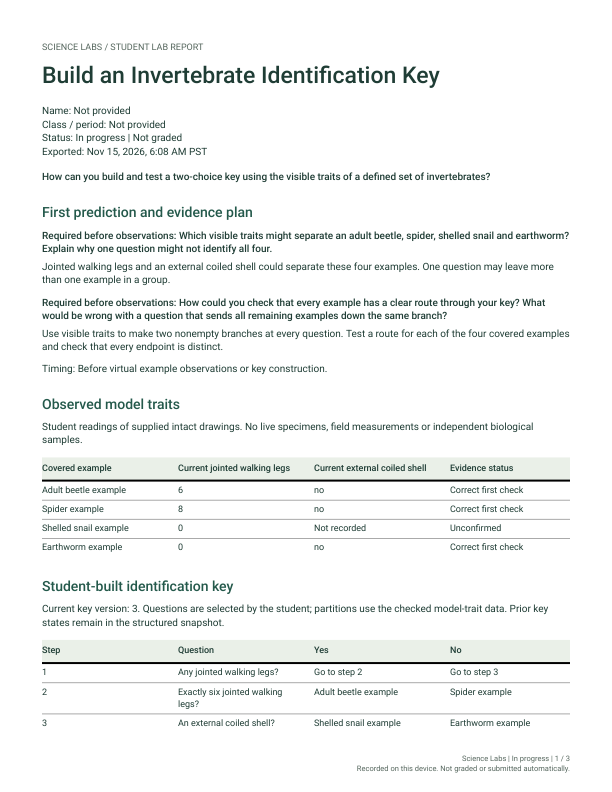 SCIENCE LABS / STUDENT LAB REPORT
Build an Invertebrate Identification Key
Name: Not provided
Class / period: Not provided
Status: In progress | Not graded
Exported: Nov 15, 2026, 6:08 AM PST
How can you build and test a two-choice key using the visible traits of a defined set of invertebrates?
First prediction and evidence plan
Required before observations: Which visible traits might separate an adult beetle, spider, shelled snail and earthworm?
Explain why one question might not identify all four.
Jointed walking legs and an external coiled shell could separate these four examples. One question may leave more
than one example in a group.
Required before observations: How could you check that every example has a clear route through your key? What
would be wrong with a question that sends all remaining examples down the same branch?
Use visible traits to make two nonempty branches at every question. Test a route for each of the four covered examples
and check that every endpoint is distinct.
Timing: Before virtual example observations or key construction.
Observed model traits
Student readings of supplied intact drawings. No live specimens, field measurements or independent biological
samples.
Covered example Current jointed walking legs Current external coiled shell Evidence status
Adult beetle example 6 no Correct first check
Spider example 8 no Correct first check
Shelled snail example 0 Not recorded Unconfirmed
Earthworm example 0 no Correct first check
Student-built identification key
Current key version: 3. Questions are selected by the student; partitions use the checked model-trait data. Prior key
states remain in the structured snapshot.
Step Question Yes No
1 Any jointed walking legs? Go to step 2 Go to step 3
2 Exactly six jointed walking Adult beetle example Spider example
legs?
3 An external coiled shell? Shelled snail example Earthworm example
Science Labs | In progress | 1 / 3
Recorded on this device. Not graded or submitted automatically.